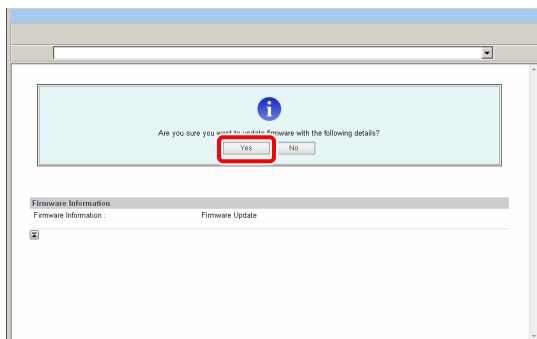 Are you sure you want to update firmware with the following details?
Yes No
Firmware Information
Firmware Information : Firmware Update